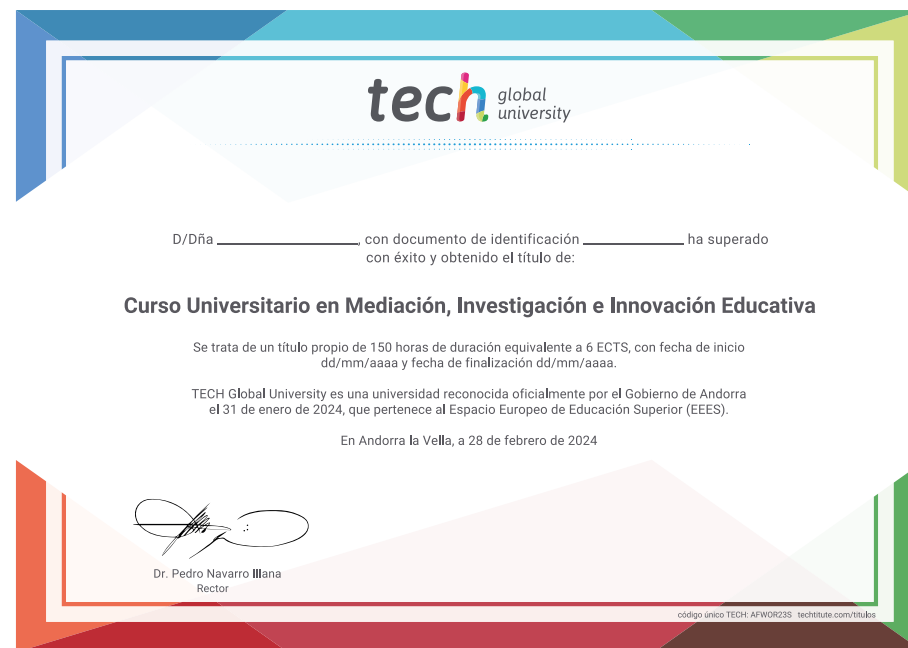 tech global university
D/Dña ______________, con documento de identificación ______________ ha superado
con éxito y obtenido el título de:
Curso Universitario en Mediación, Investigación e Innovación Educativa
Se trata de un título propio de 150 horas de duración equivalente a 6 ECTS, con fecha de inicio
dd/mm/aaaa y fecha de finalización dd/mm/aaaa.
TECH Global University es una universidad reconocida oficialmente por el Gobierno de Andorra
el 31 de enero de 2024, que pertenece al Espacio Europeo de Educación Superior (EEES).
En Andorra la Vella, a 28 de febrero de 2024
Dr. Pedro Navarro Illana
Rector
código único TECH: AFWOR23S techtitute.com/titulos